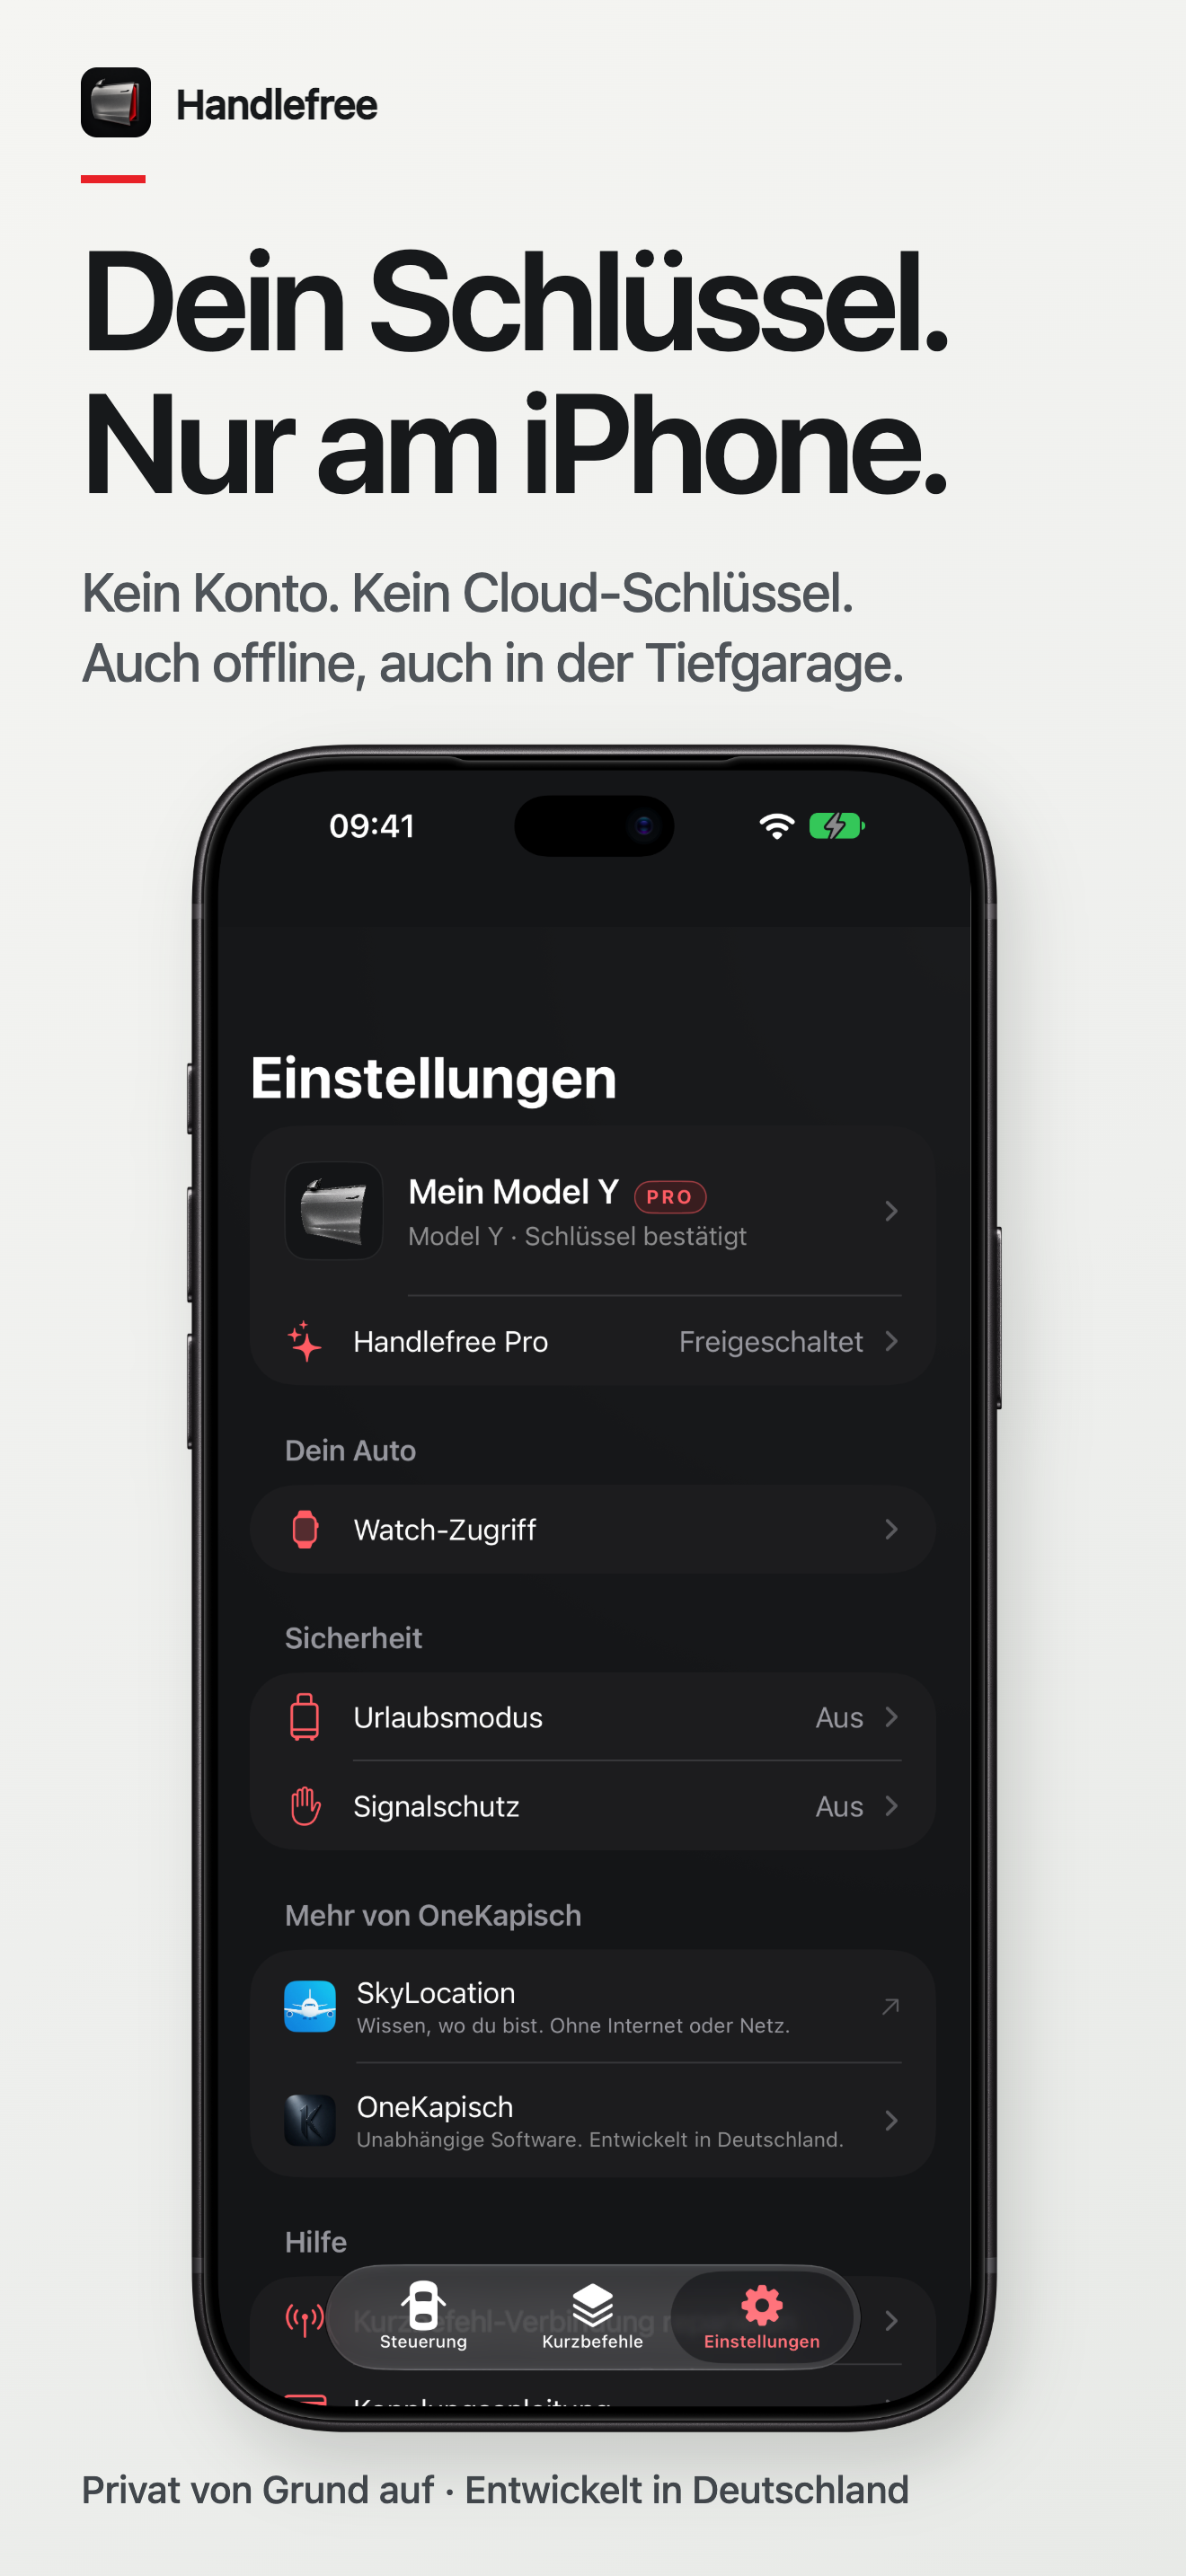 Handlefree
Dein Schlüssel.
Nur am iPhone.
Kein Konto. Kein Cloud-Schlüssel.
Auch offline, auch in der Tiefgarage.
09:41
Einstellungen
Mein Model Y PRO
Model Y · Schlüssel bestätigt
Handlefree Pro Freigeschaltet
Dein Auto
Watch-Zugriff
Sicherheit
Urlaubsmodus Aus
Signalschutz Aus
Mehr von OneKapisch
SkyLocation
Wissen, wo du bist. Ohne Internet oder Netz.
OneKapisch
Unabhängige Software. Entwickelt in Deutschland.
Hilfe
Kurzbefehl-Verbindung
Steuerung Kurzbefehle Einstellungen
Privat von Grund auf · Entwickelt in Deutschland